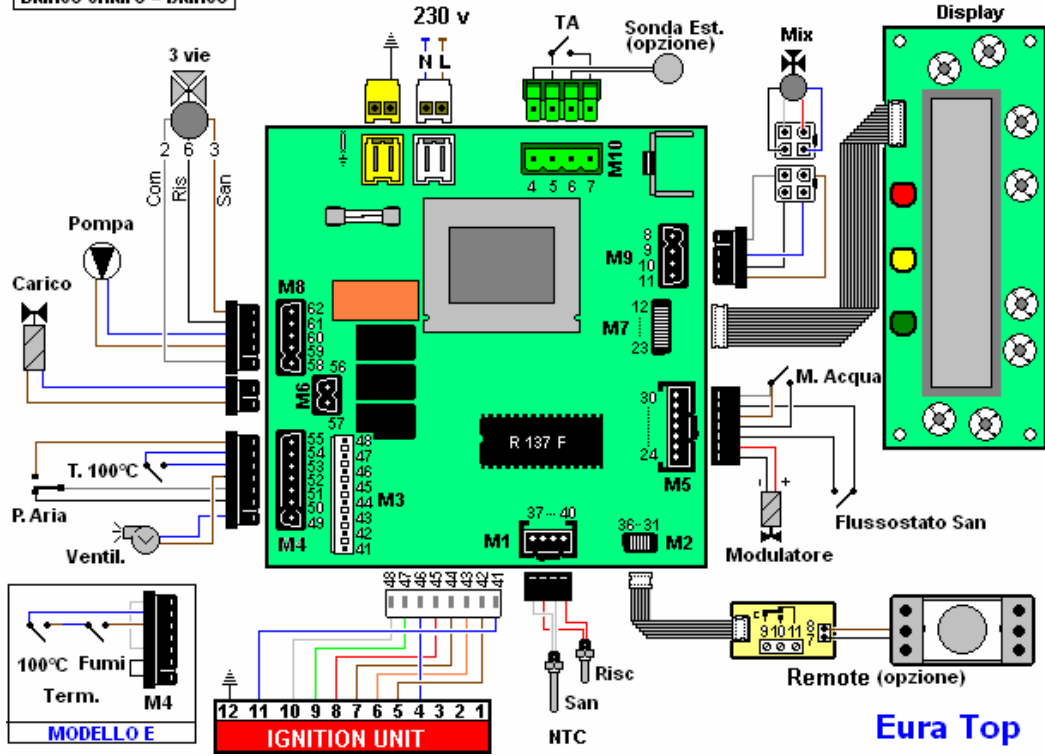 230 v
TA
Sonda Est.
(opzione)
Mix
Display
3 vie
N L
2 6 3
Com
Ris
San
M10
4 5 6 7
Pompa
Carico
M8
62
61
60
59
58
M9
8
9
10
11
M7
12
23
M6
56
57
M. Acqua
30
24
M5
R 137 F
T. 100°C
P. Aria
Ventil.
55
54
53
52
51
50
49
M4
48
47
46
45
44
43
42
41
M3
37--40
M1
36--31
M2
Modulatore
- +
Flussostato San
48 47 46 45 44 43 42 41
100°C Fumi
Term.
M4
MODELLO E
12 11 10 9 8 7 6 5 4 3 2 1
IGNITION UNIT
Risc
San
NTC
C
9 10 11
8
7
Remote (opzione)
Eura Top